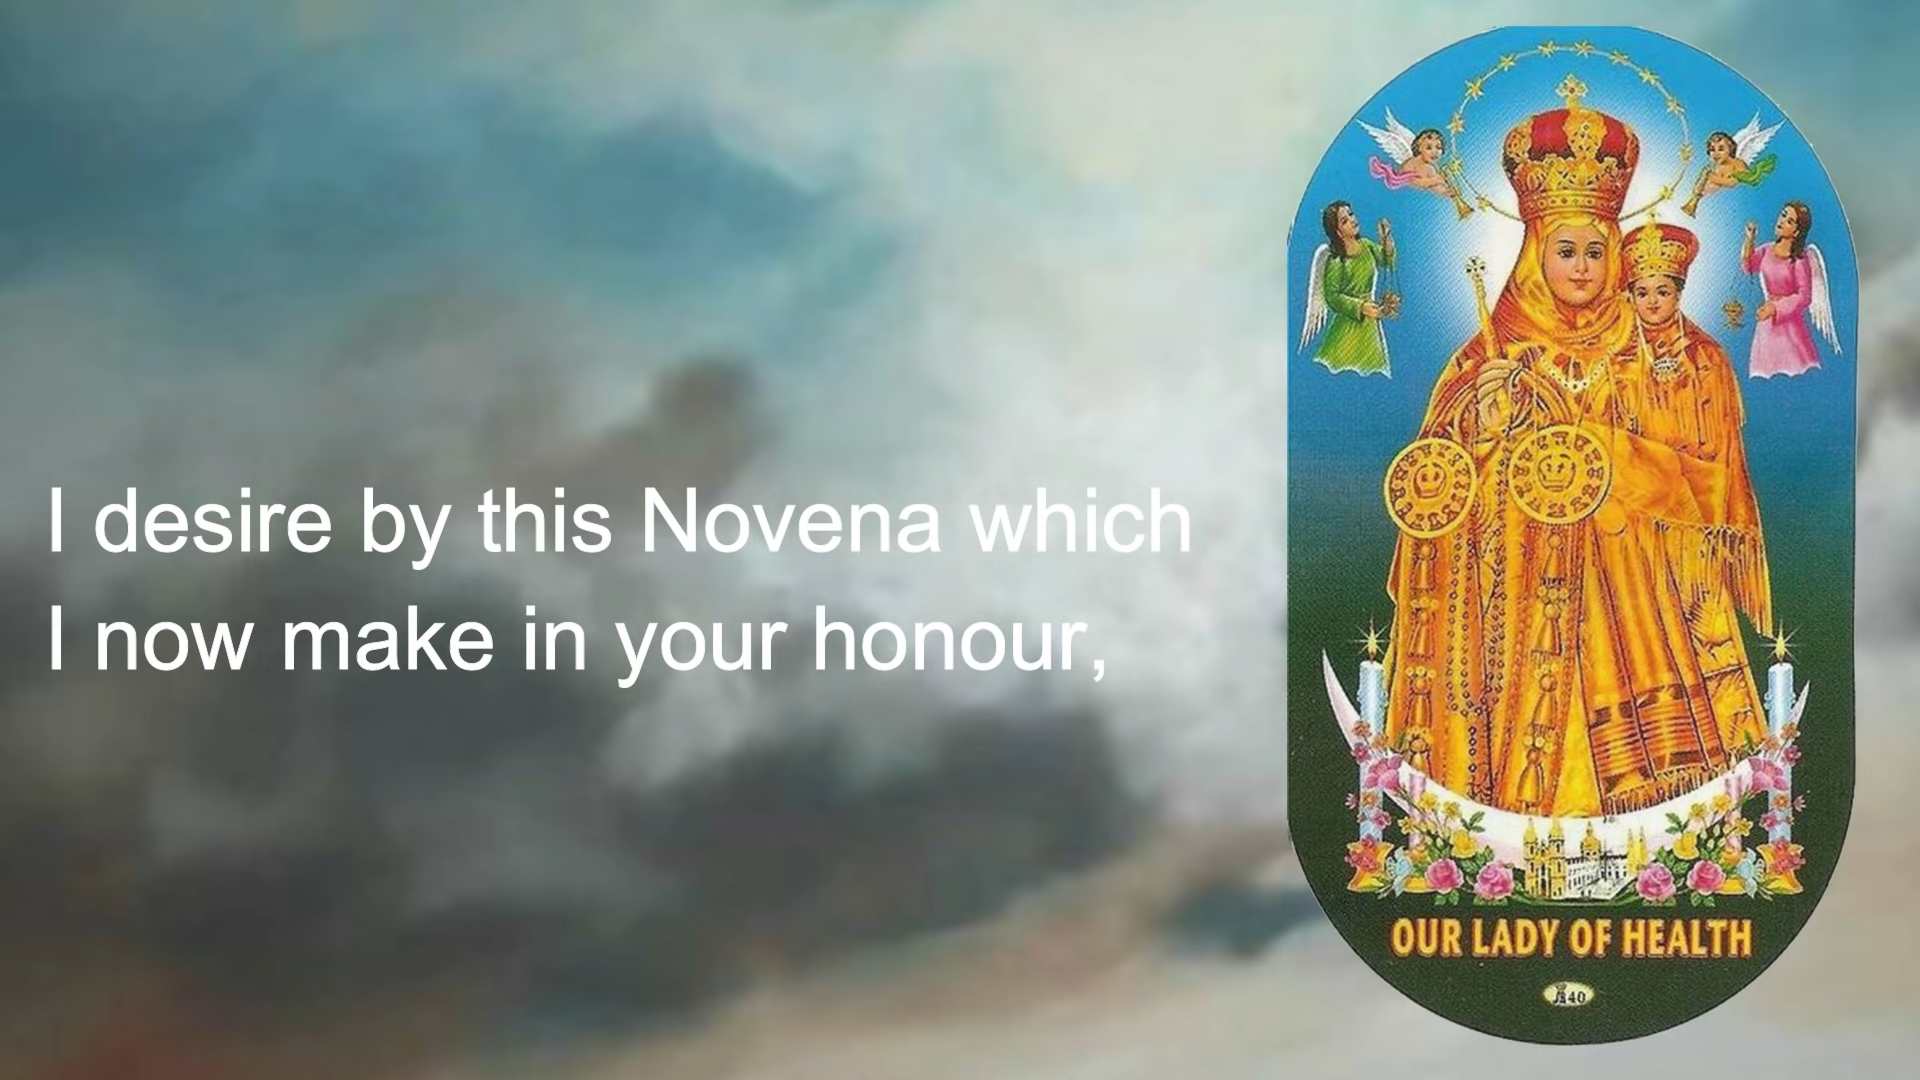 I desire by this Novena which
I now make in your honour,
OUR LADY OF HEALTH